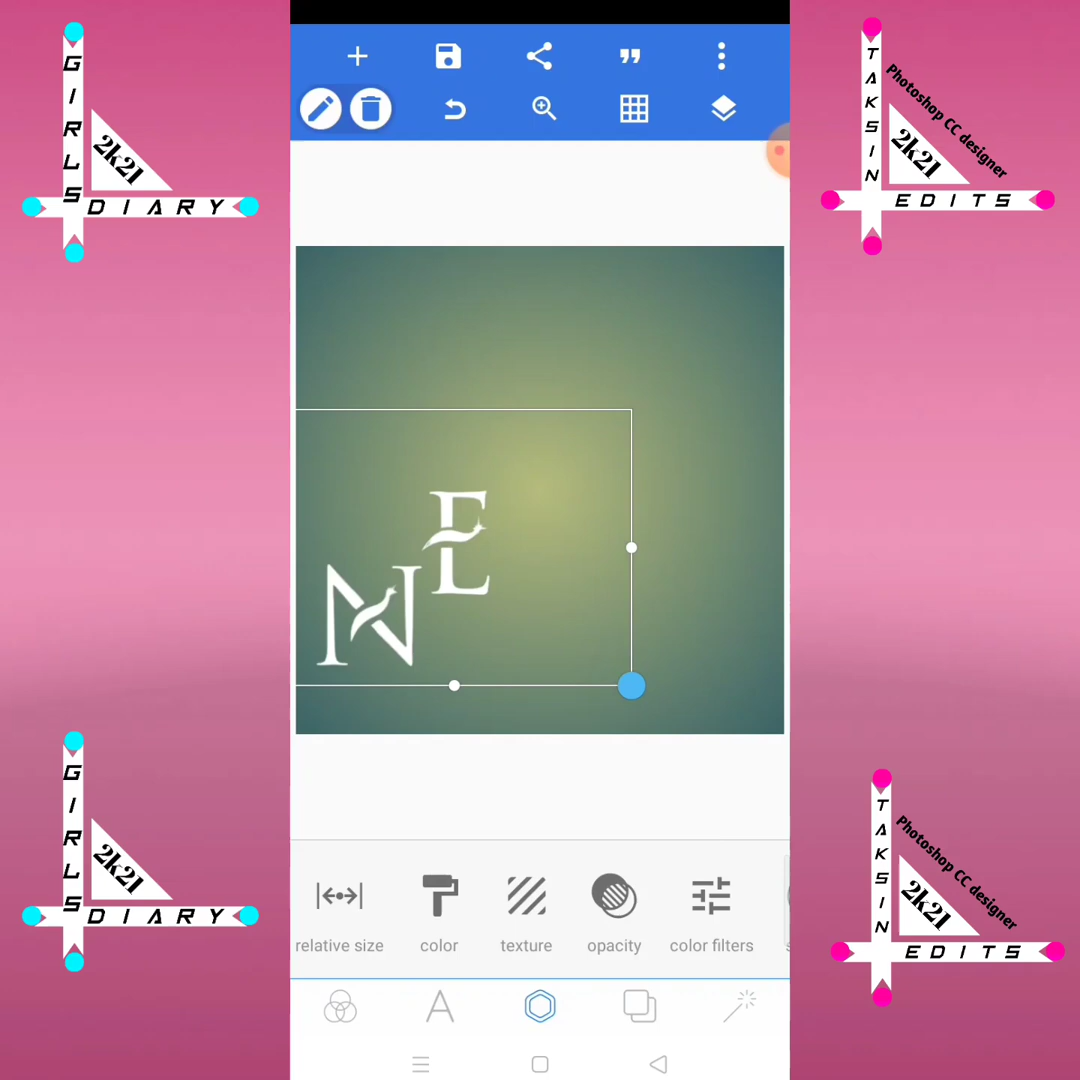 GIRLS
2k21
DIARY
TAKSIN
Photoshop CC designer
2k21
EDITS
E
N
relative size
color
texture
opacity
color filters
GIRLS
2k21
DIARY
TAKSIN
Photoshop CC designer
2k21
EDITS